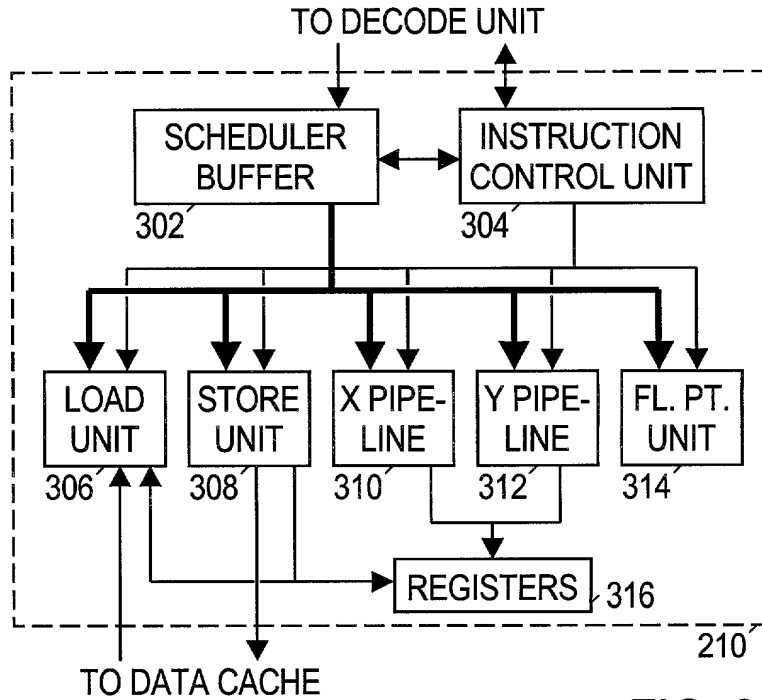 TO DECODE UNIT
SCHEDULER
BUFFER
302
INSTRUCTION
CONTROL UNIT
304
LOAD
UNIT
306
STORE
UNIT
308
X PIPE-
LINE
310
Y PIPE-
LINE
312
FL. PT.
UNIT
314
REGISTERS
316
210
TO DATA CACHE